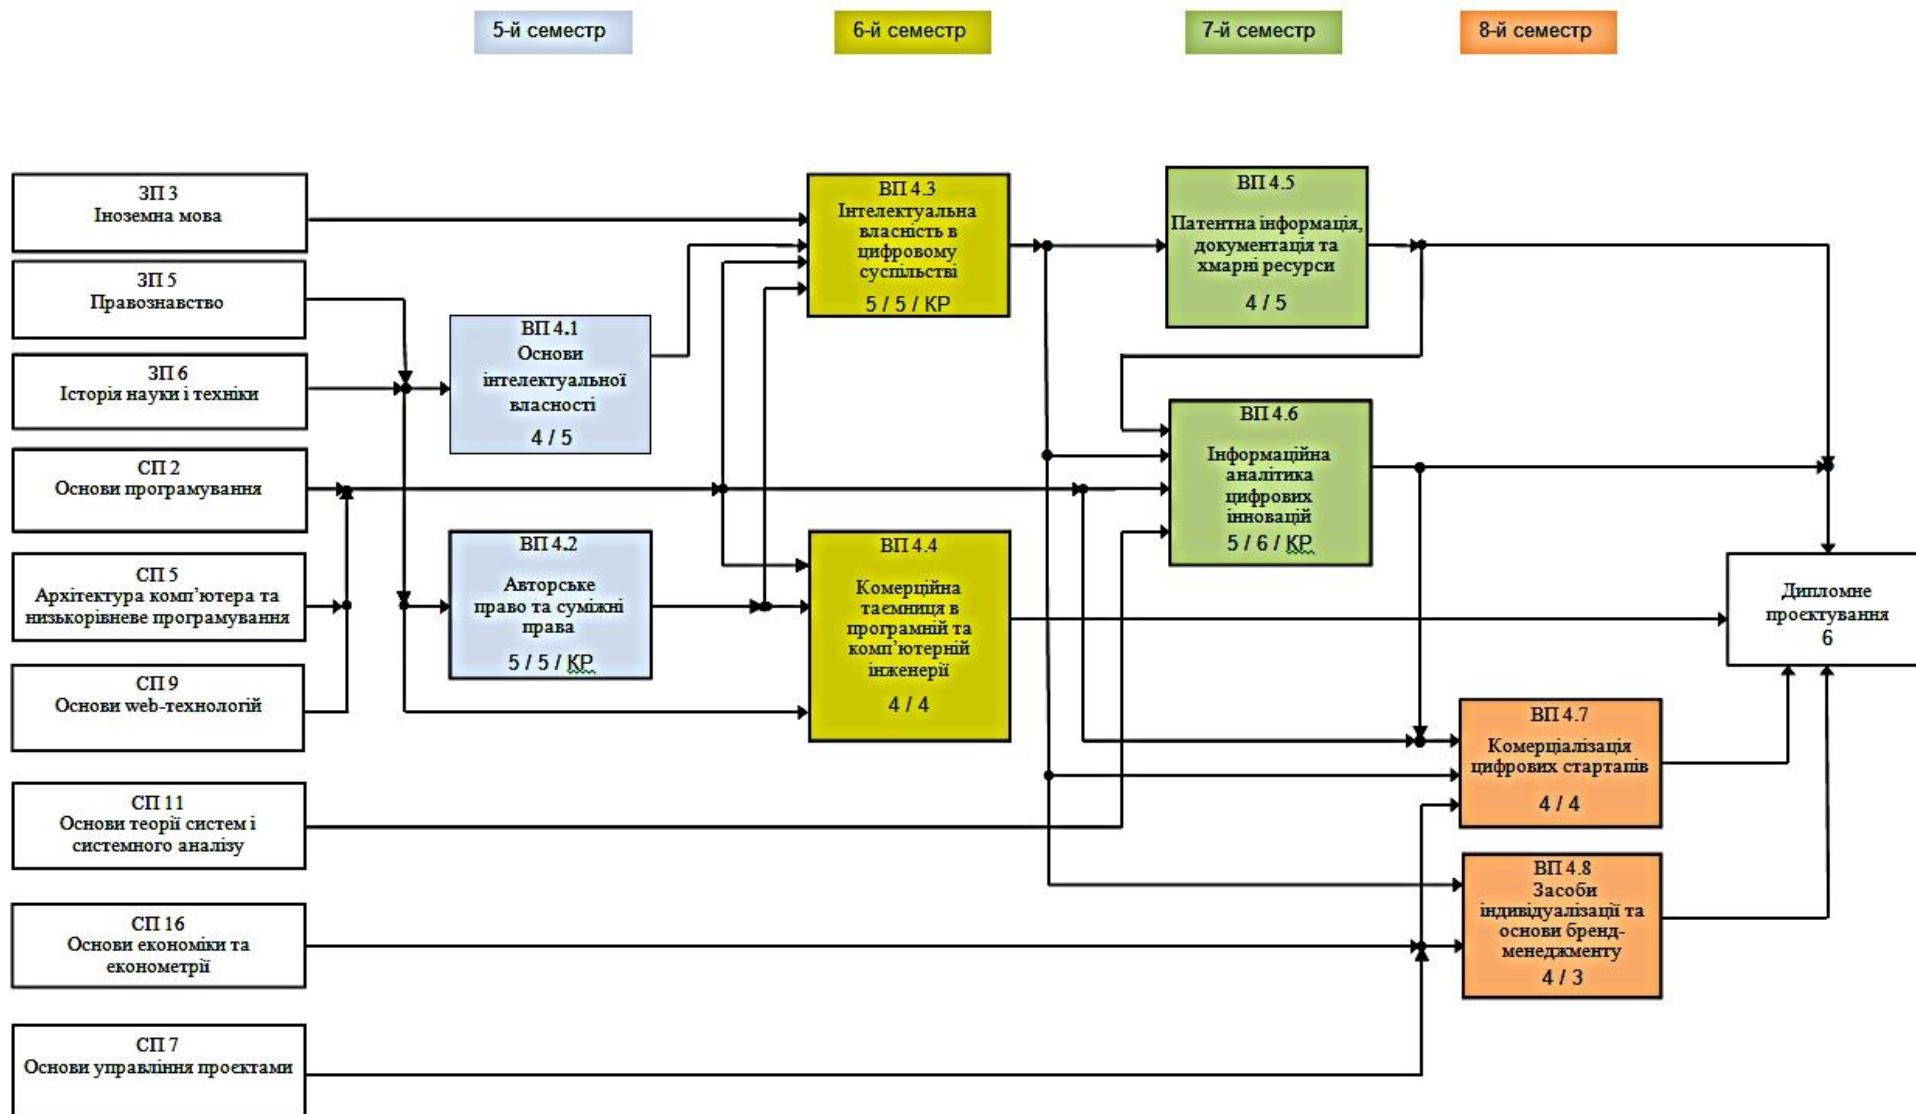 5-й семестр
6-й семестр
7-й семестр
8-й семестр
ЗП 3
Іноземна мова
ЗП 5
Правознавство
ЗП 6
Історія науки і техніки
СП 2
Основи програмування
СП 5
Архітектура комп’ютера та
низькорівневе програмування
СП 9
Основи web-технологій
СП 11
Основи теорії систем і
системного аналізу
СП 16
Основи економіки та
економетрії
СП 7
Основи управління проєктами
ВП 4.1
Основи
інтелектуальної
власності
4 / 5
ВП 4.2
Авторське
право та суміжні
права
5 / 5 / КР
ВП 4.3
Інтелектуальна
власність в
цифровому
суспільстві
5 / 5 / КР
ВП 4.4
Комерційна
таємниця в
програмній та
комп’ютерній
інженерії
4 / 4
ВП 4.5
Патентна інформація,
документація та
хмарні ресурси
4 / 5
ВП 4.6
Інформаційна
аналітика
цифрових
інновацій
5 / 6 / КР
ВП 4.7
Комерціалізація
цифрових стартапів
4 / 4
ВП 4.8
Засоби
індивідуалізації та
основи бренд-
менеджменту
4 / 3
Дипломне
проектування
6